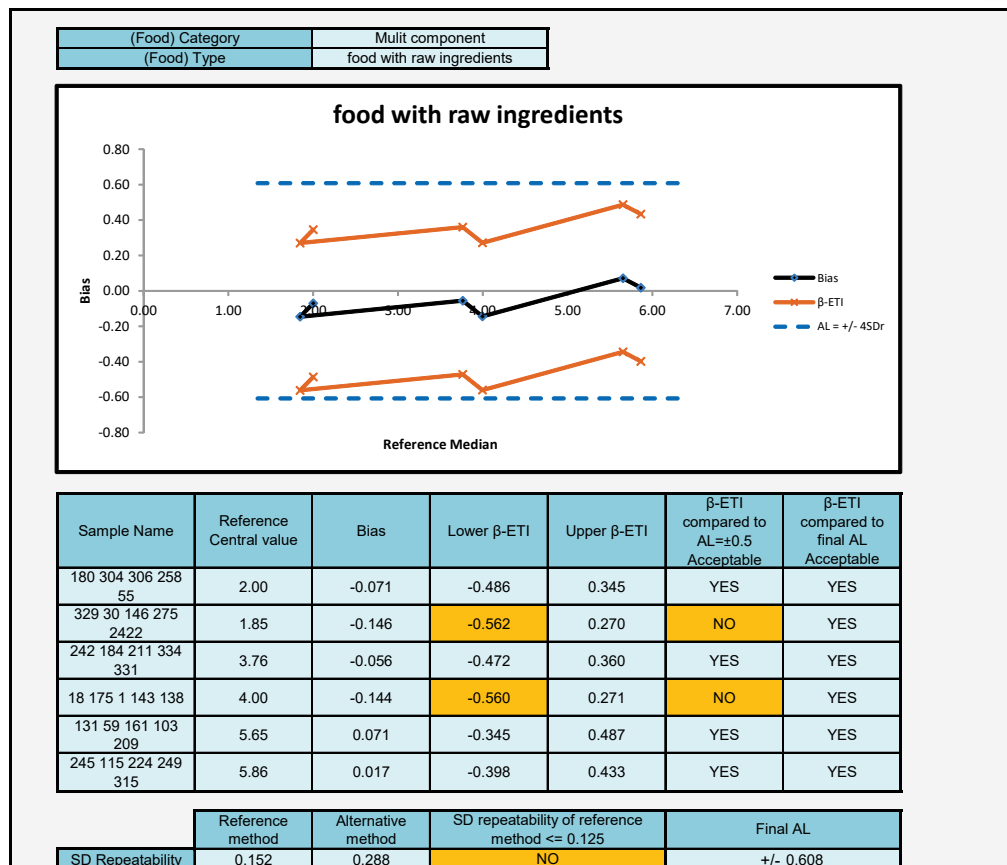 (Food) Category Mulit component
(Food) Type food with raw ingredients
food with raw ingredients
0.80
0.60
0.40
0.20
0.00
-0.20
-0.40
-0.60
-0.80
0.00 1.00 2.00 3.00 4.00 5.00 6.00 7.00
Bias
Reference Median
Bias
β-ETI
AL = +/- 4SDr
Sample Name Reference Central value Bias Lower β-ETI Upper β-ETI β-ETI compared to AL=±0.5 Acceptable β-ETI compared to final AL Acceptable
180 304 306 258 55 2.00 -0.071 -0.486 0.345 YES YES
329 30 146 275 2422 1.85 -0.146 -0.562 0.270 NO YES
242 184 211 334 331 3.76 -0.056 -0.472 0.360 YES YES
18 175 1 143 138 4.00 -0.144 -0.560 0.271 NO YES
131 59 161 103 209 5.65 0.071 -0.345 0.487 YES YES
245 115 224 249 315 5.86 0.017 -0.398 0.433 YES YES
Reference method Alternative method SD repeatability of reference method <= 0.125 Final AL
SD Repeatability 0.152 0.288 NO +/- 0.608